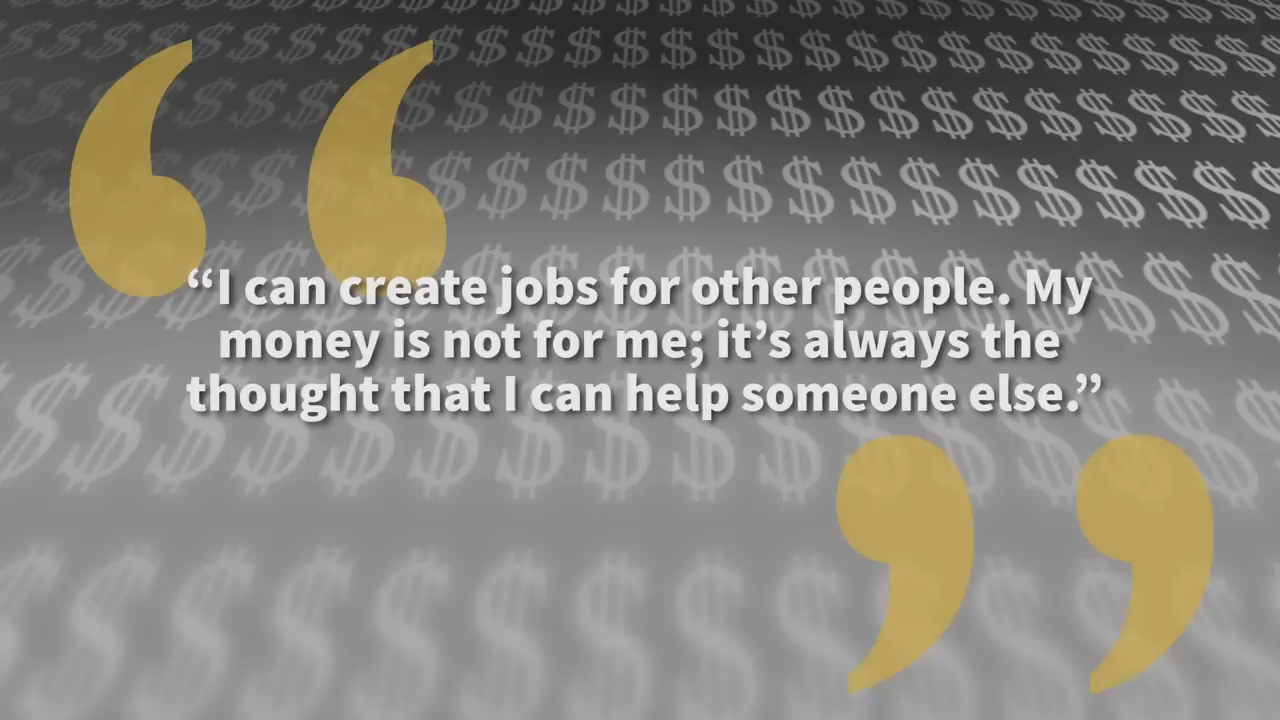 “I can create jobs for other people. My
money is not for me; it’s always the
thought that I can help someone else.”